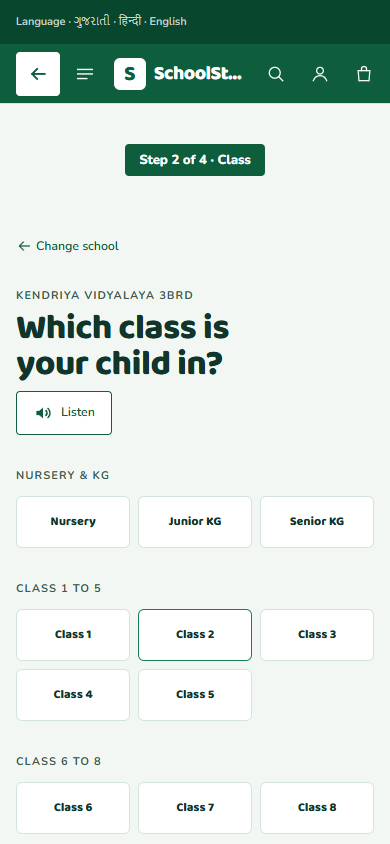 Language · ગુજરાતી · हिन्दी · English
S SchoolSt...
Step 2 of 4 · Class
← Change school
KENDRIYA VIDYALAYA 3BRD
Which class is
your child in?
Listen
NURSERY & KG
Nursery Junior KG Senior KG
CLASS 1 TO 5
Class 1 Class 2 Class 3
Class 4 Class 5
CLASS 6 TO 8
Class 6 Class 7 Class 8